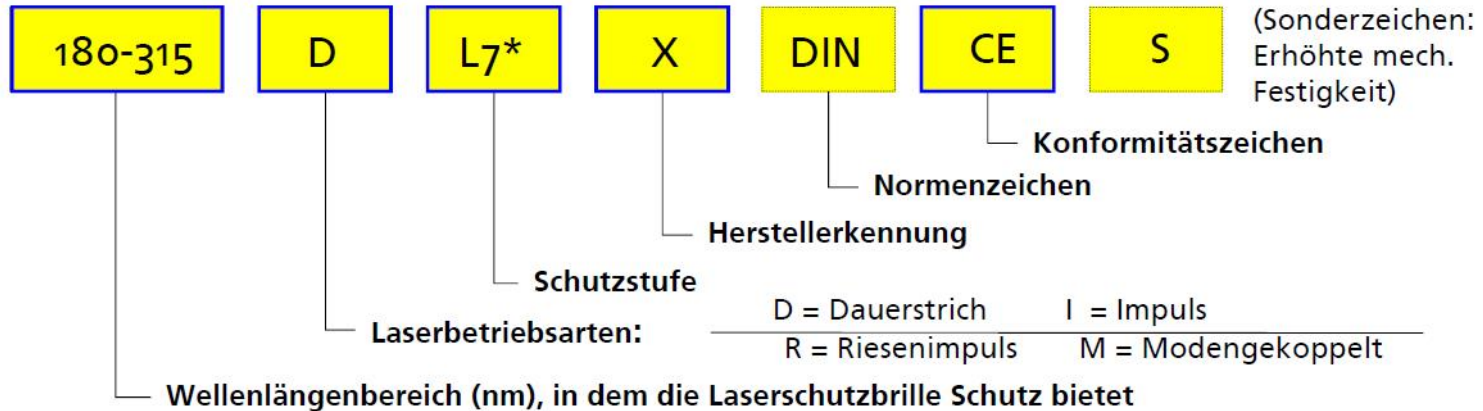 180-315 D L7* X DIN CE S (Sonderzeichen:
Erhöhte mech.
Festigkeit)
Konformitätszeichen
Normenzeichen
Herstellerkennung
Schutzstufe
Laserbetriebsarten: D = Dauerstrich I = Impuls
R = Riesenimpuls M = Modengekoppelt
Wellenlängenbereich (nm), in dem die Laserschutzbrille Schutz bietet